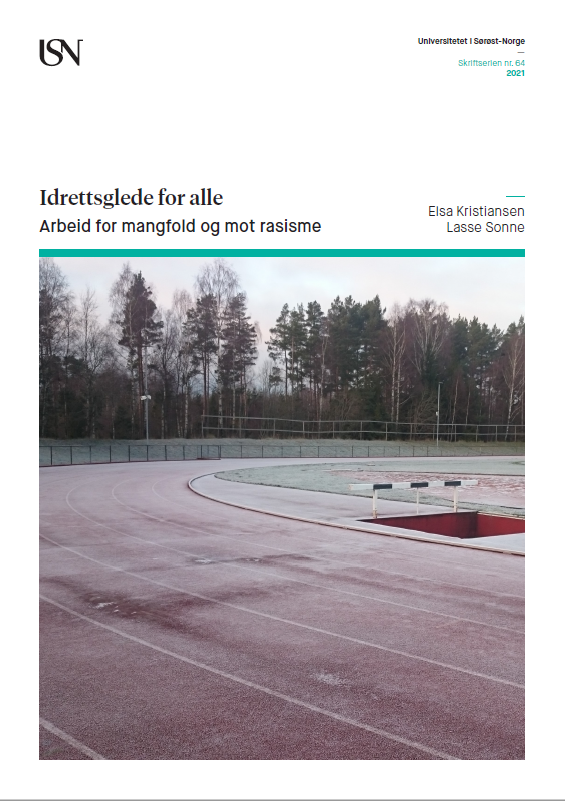 USN
Universitetet i Sørøst-Norge
Skriftserien nr. 64
2021
Idrettsglede for alle
Arbeid for mangfold og mot rasisme
Elsa Kristiansen
Lasse Sonne